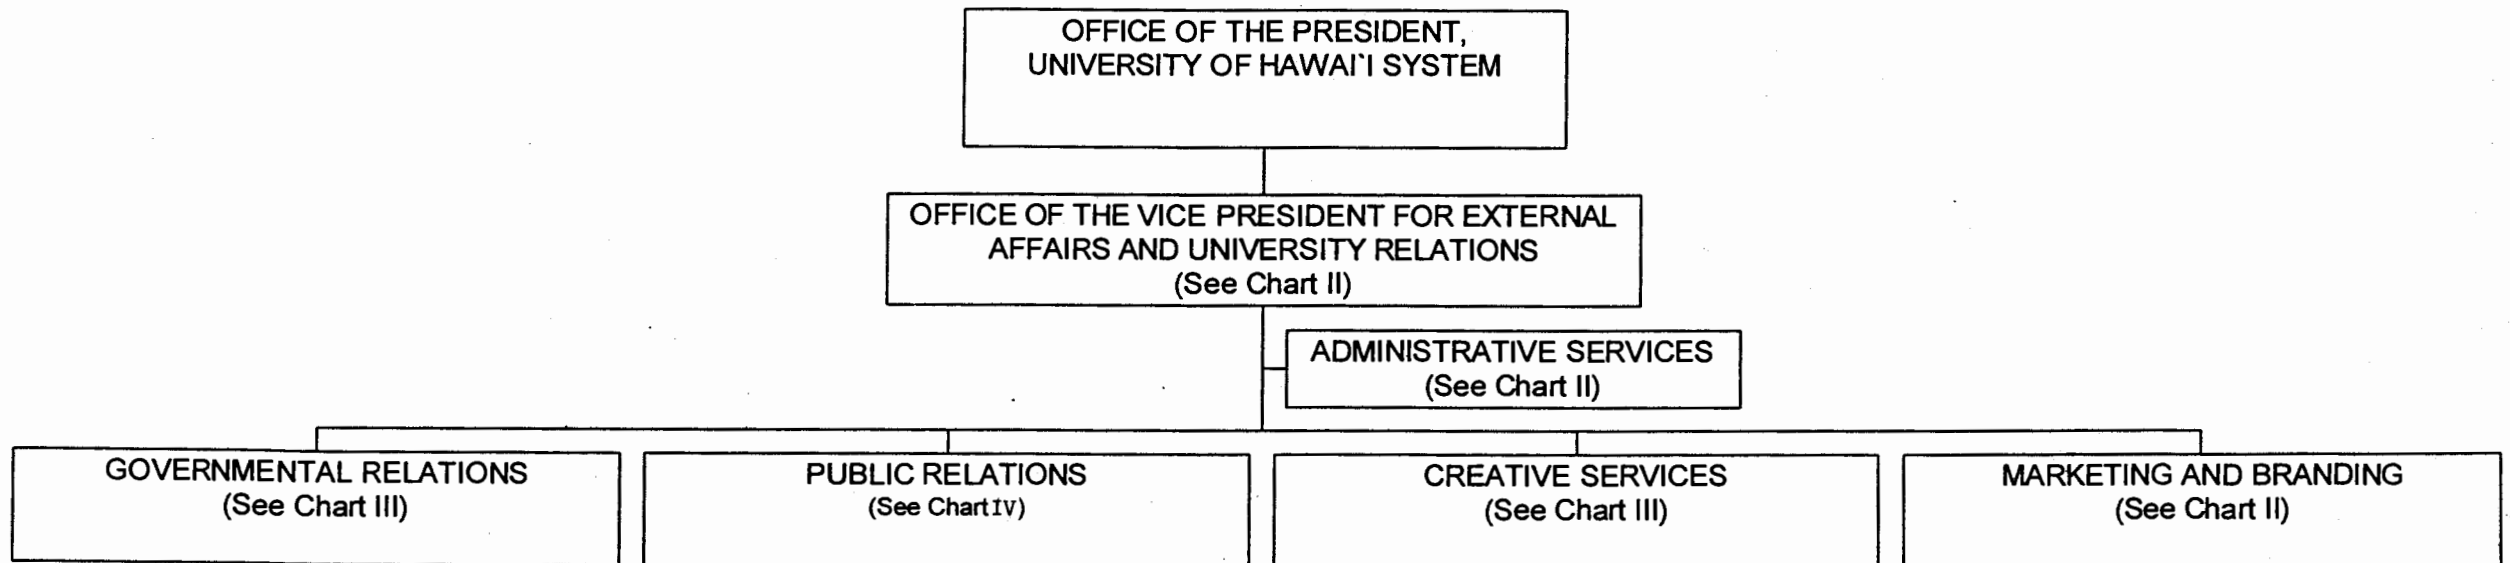 OFFICE OF THE PRESIDENT,
UNIVERSITY OF HAWAI`I SYSTEM
OFFICE OF THE VICE PRESIDENT FOR EXTERNAL
AFFAIRS AND UNIVERSITY RELATIONS
(See Chart II)
ADMINISTRATIVE SERVICES
(See Chart II)
GOVERNMENTAL RELATIONS
(See Chart III)
PUBLIC RELATIONS
(See Chart IV)
CREATIVE SERVICES
(See Chart III)
MARKETING AND BRANDING
(See Chart II)